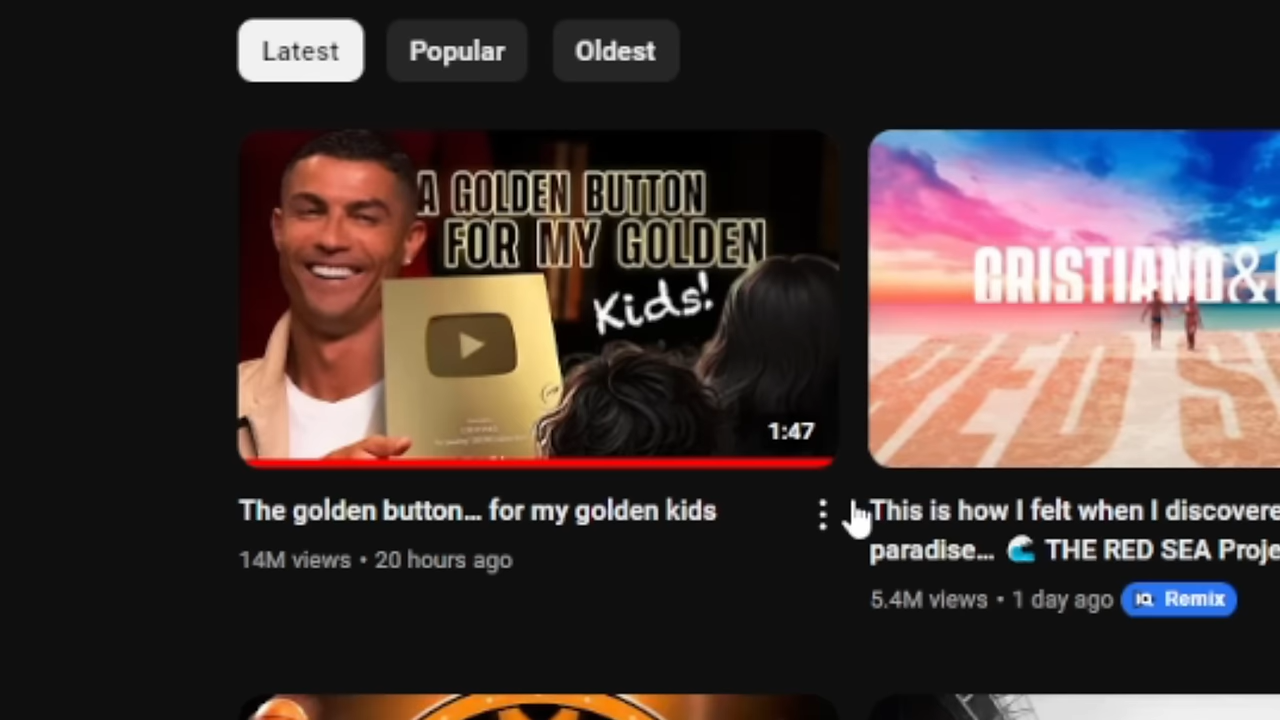 Latest
Popular
Oldest
A GOLDEN BUTTON
FOR MY GOLDEN
Kids!
1:47
CRISTIANO&
RED S
The golden button... for my golden kids
14M views • 20 hours ago
This is how I felt when I discovere
paradise... 🌊 THE RED SEA Proje
5.4M views • 1 day ago
Remix